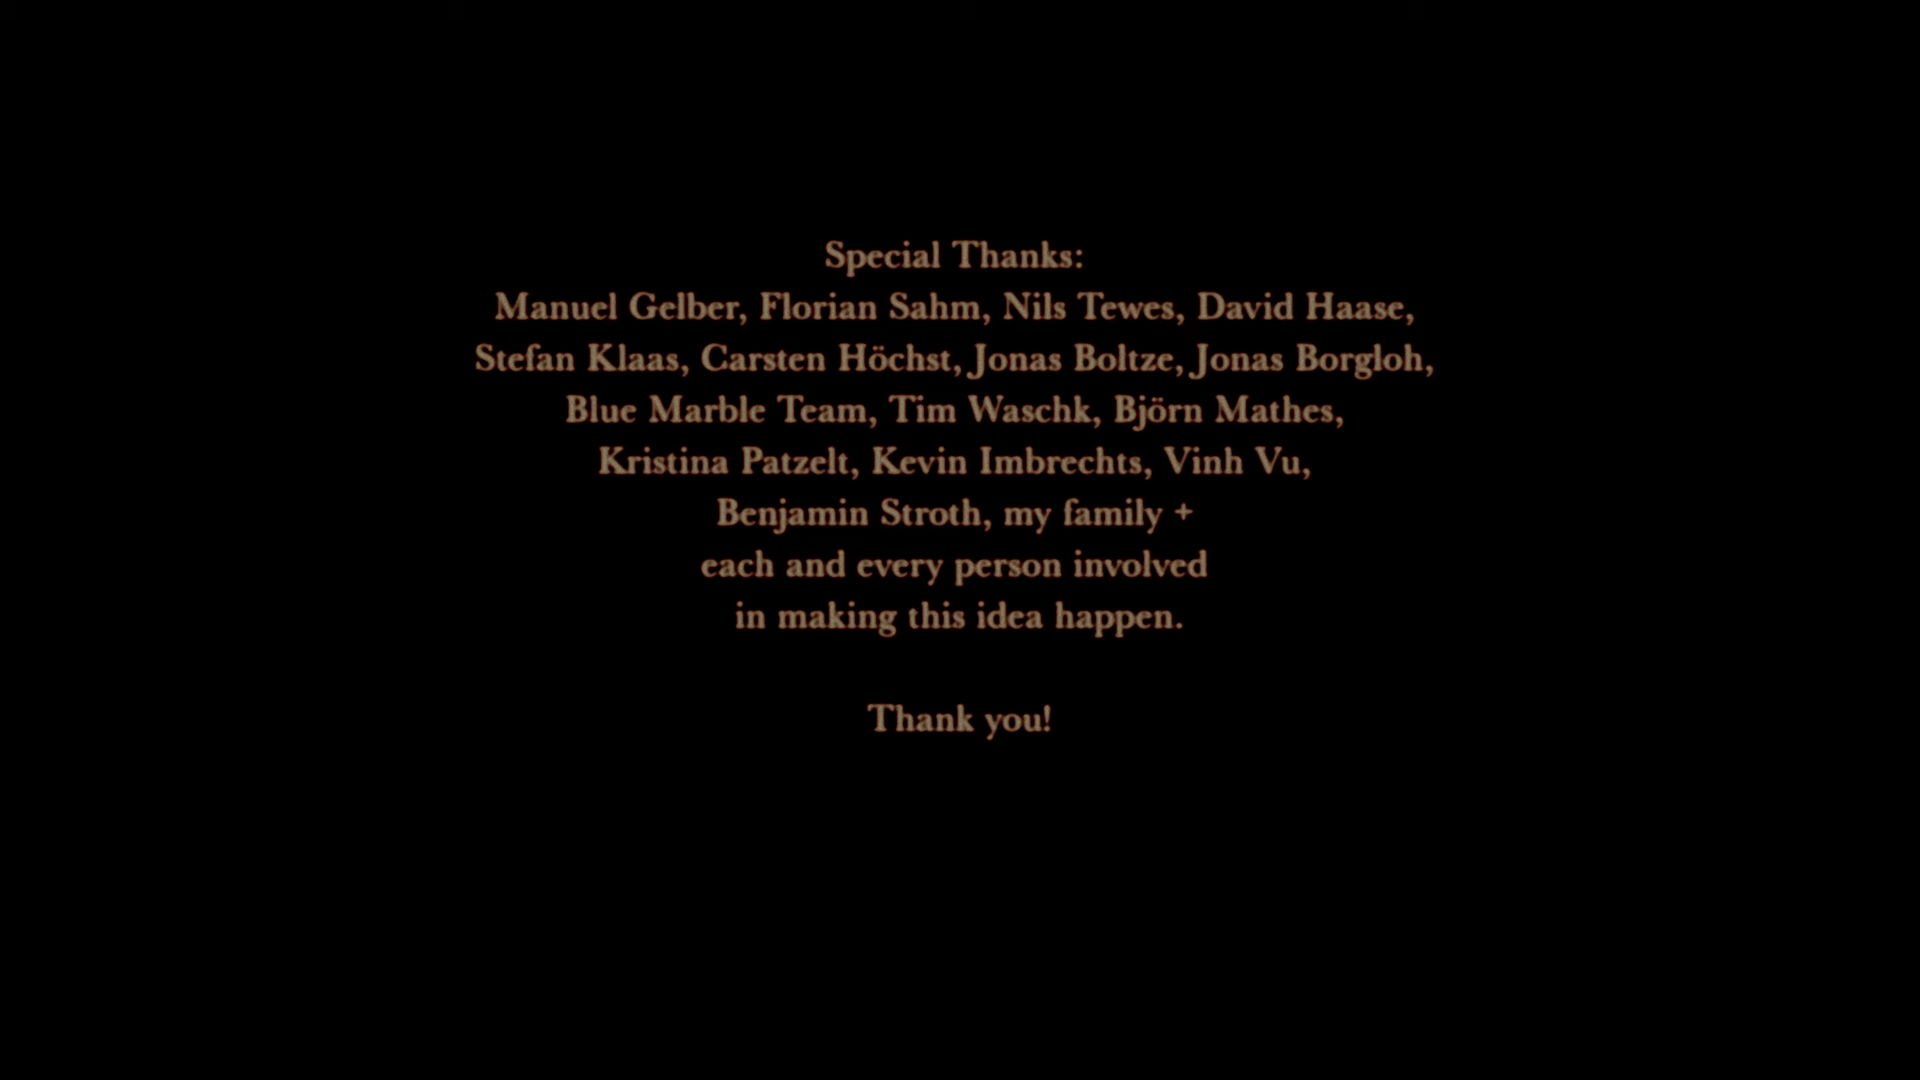 Special Thanks:
Manuel Gelber, Florian Sahm, Nils Tewes, David Haase,
Stefan Klaas, Carsten Höchst, Jonas Boltze, Jonas Borgloh,
Blue Marble Team, Tim Waschk, Björn Mathes,
Kristina Patzelt, Kevin Imbrechts, Vinh Vu,
Benjamin Stroth, my family +
each and every person involved
in making this idea happen.
Thank you!